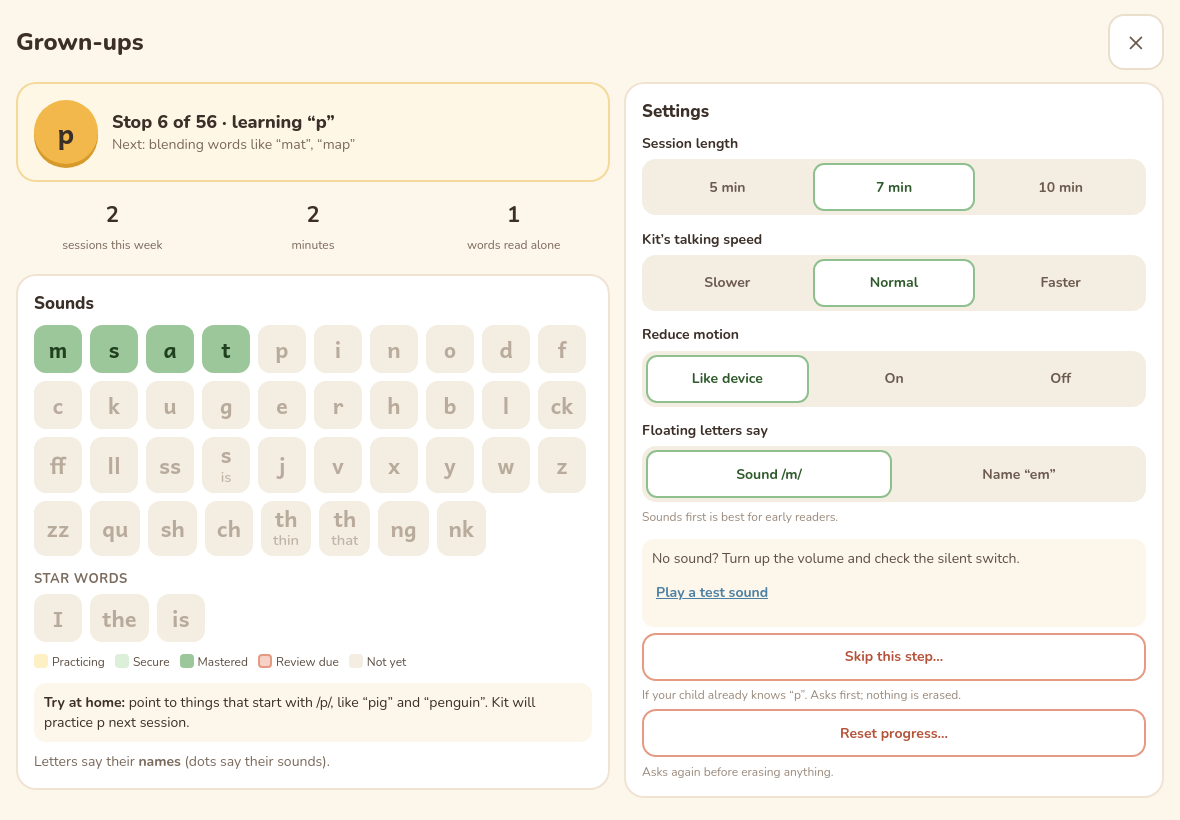 Grown-ups
p
Stop 6 of 56 · learning “p”
Next: blending words like “mat”, “map”
2
sessions this week
2
minutes
1
words read alone
Sounds
m s a t p i n o d f
c k u g e r h b l ck
ff ll ss s is j v x y w z
zz qu sh ch th thin th that ng nk
STAR WORDS
I the is
Practicing Secure Mastered Review due Not yet
Try at home: point to things that start with /p/, like “pig” and “penguin”. Kit will
practice p next session.
Letters say their names (dots say their sounds).
Settings
Session length
5 min 7 min 10 min
Kit’s talking speed
Slower Normal Faster
Reduce motion
Like device On Off
Floating letters say
Sound /m/ Name “em”
Sounds first is best for early readers.
No sound? Turn up the volume and check the silent switch.
Play a test sound
Skip this step…
If your child already knows “p”. Asks first; nothing is erased.
Reset progress…
Asks again before erasing anything.